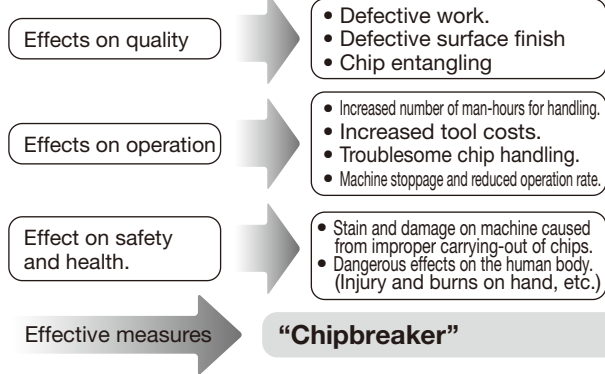 Effects on quality
• Defective work.
• Defective surface finish
• Chip entangling
Effects on operation
• Increased number of man-hours for handling.
• Increased tool costs.
• Troublesome chip handling.
• Machine stoppage and reduced operation rate.
Effect on safety
and health.
• Stain and damage on machine caused
from improper carrying-out of chips.
• Dangerous effects on the human body.
(Injury and burns on hand, etc.)
Effective measures
“Chipbreaker”